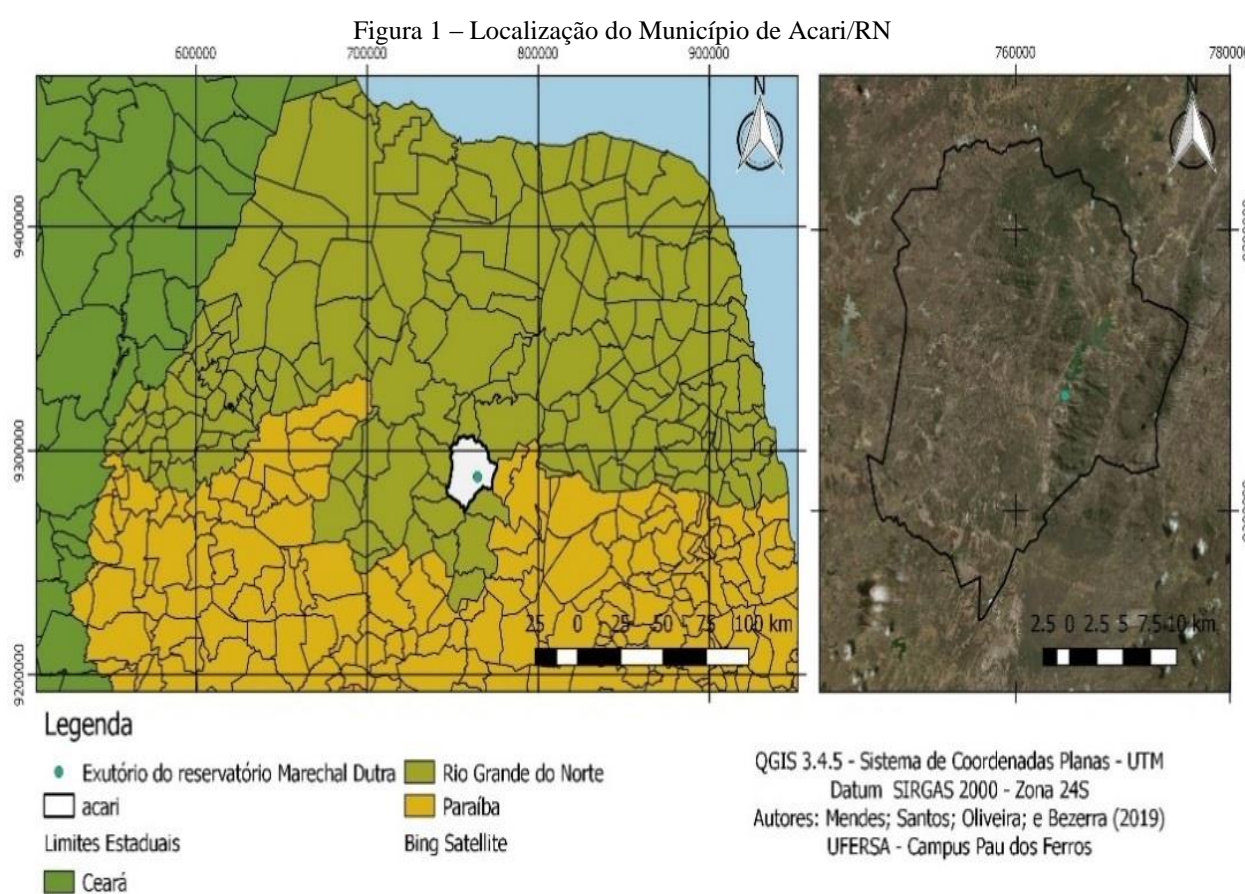 Figura 1 – Localização do Município de Acari/RN
600000 700000 800000 900000
760000 780000
N
N
9400000
9300000
9200000
25 0 25 50 75 100 km
2.5 0 2.5 5 7.5 10 km
Legenda
Exutório do reservatório Marechal Dutra
acari
Limites Estaduais
Ceará
Rio Grande do Norte
Paraíba
Bing Satellite
QGIS 3.4.5 - Sistema de Coordenadas Planas - UTM
Datum SIRGAS 2000 - Zona 24S
Autores: Mendes; Santos; Oliveira; e Bezerra (2019)
UFERSA - Campus Pau dos Ferros